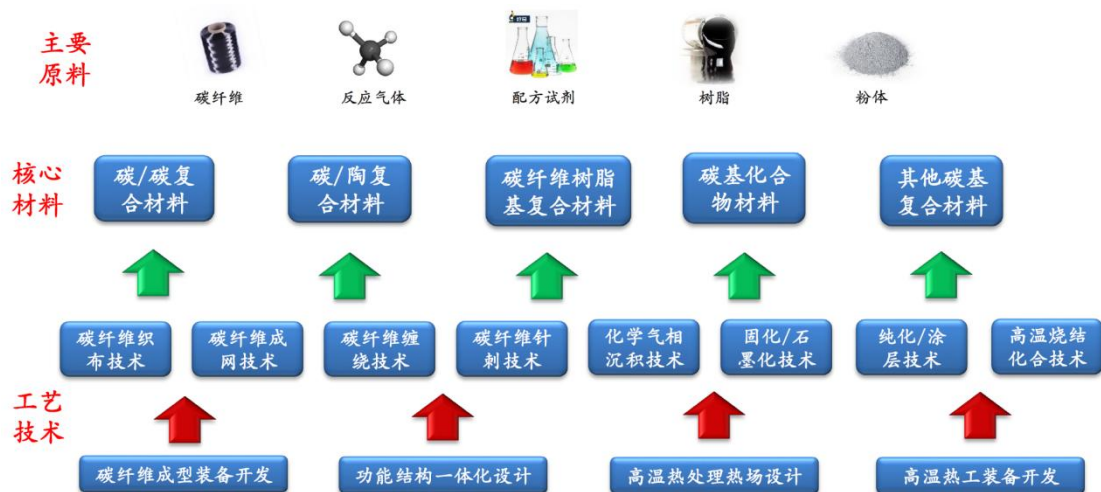 主要
原料
碳纤维
反应气体
配方试剂
树脂
粉体
核心
材料
碳/碳复
合材料
碳/陶复
合材料
碳纤维树脂
基复合材料
碳基化合
物材料
其他碳基
复合材料
碳纤维织
布技术
碳纤维成
网技术
碳纤维缠
绕技术
碳纤维针
刺技术
化学气相
沉积技术
固化/石
墨化技术
纯化/涂
层技术
高温烧结
化合技术
工艺
技术
碳纤维成型装备开发
功能结构一体化设计
高温热处理热场设计
高温热工装备开发